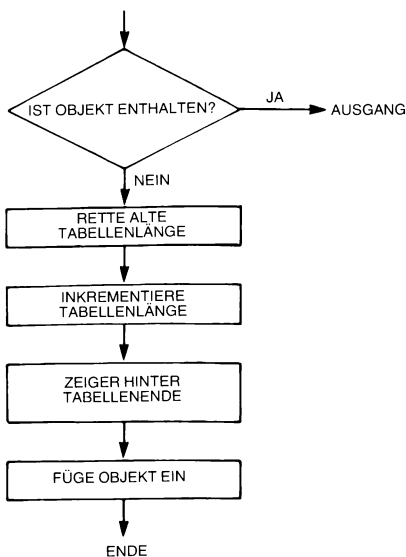 IST OBJEKT ENTHALTEN?
JA
AUSGANG
NEIN
RETTE ALTE
TABELLENLÄNGE
INKREMENTIERE
TABELLENLÄNGE
ZEIGER HINTER
TABELLENENDE
FÜGE OBJEKT EIN
ENDE